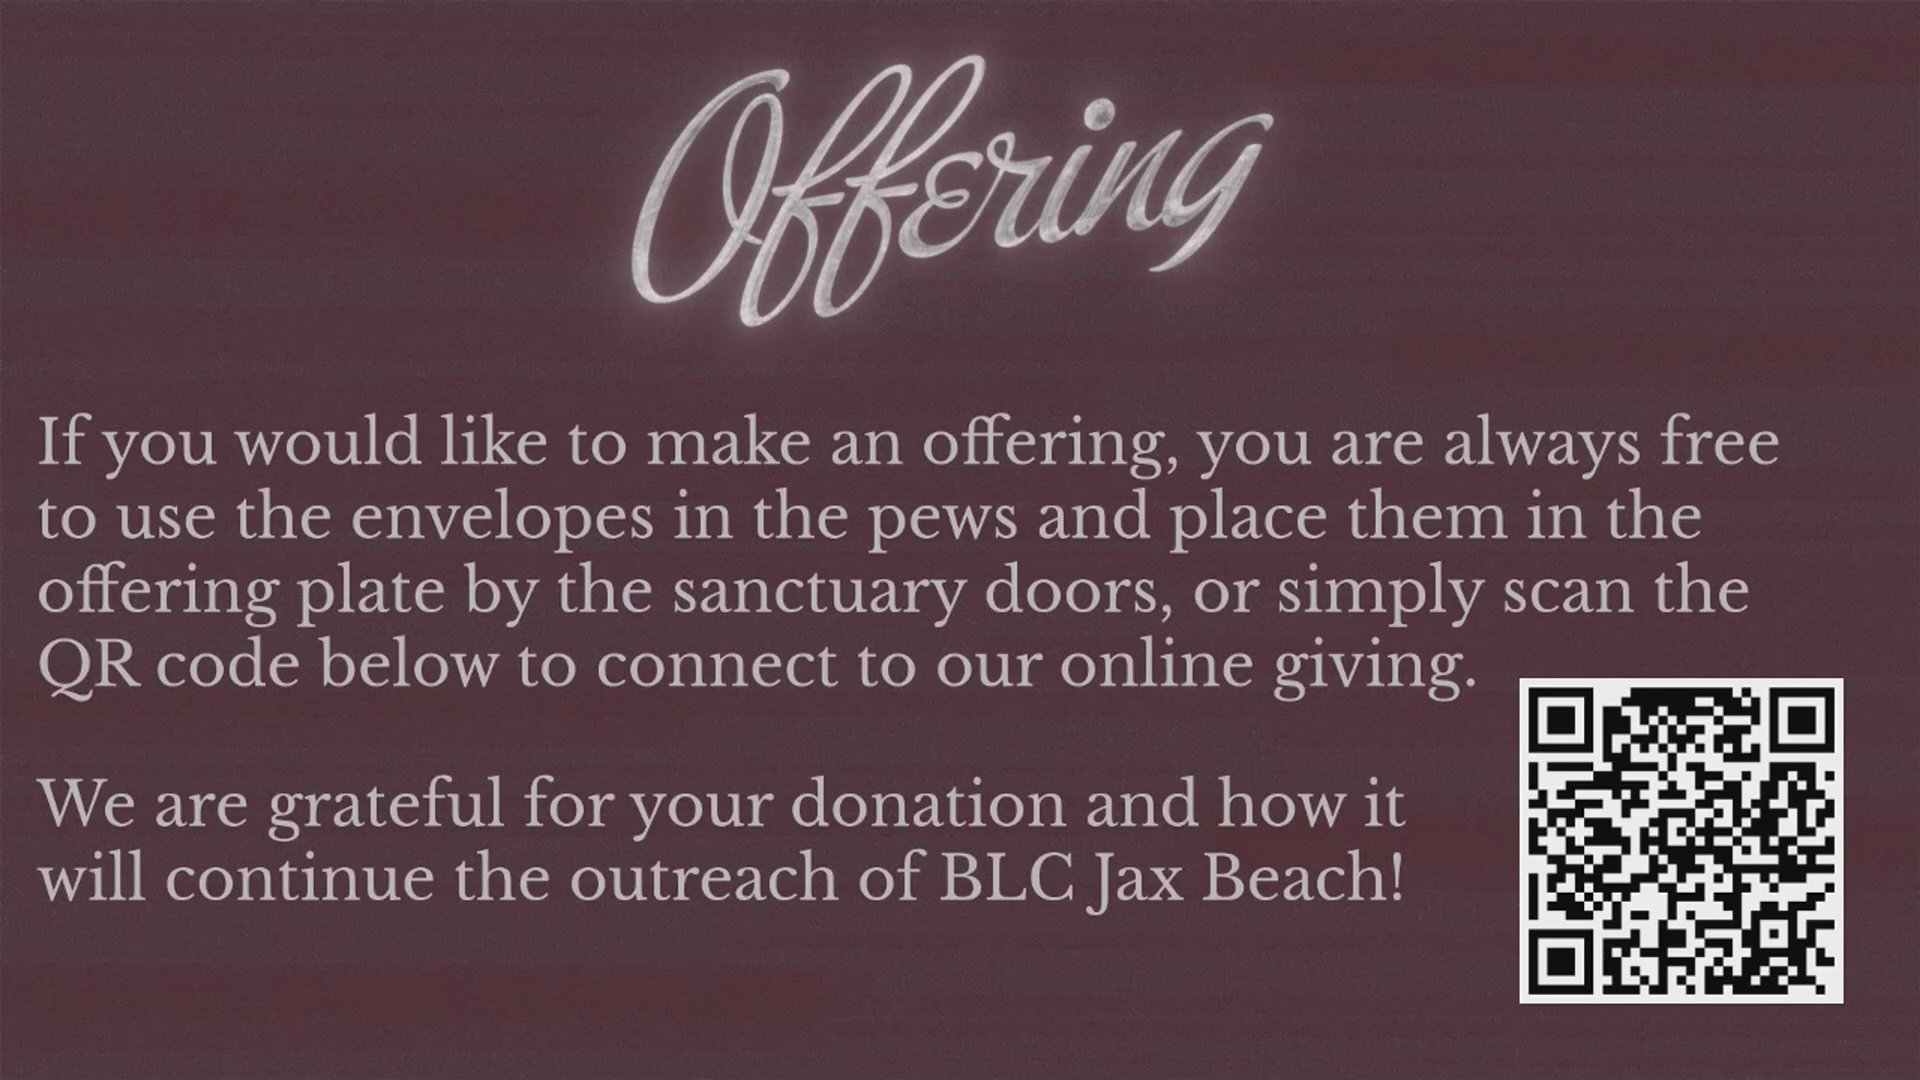 Offering
If you would like to make an offering, you are always free
to use the envelopes in the pews and place them in the
offering plate by the sanctuary doors, or simply scan the
QR code below to connect to our online giving.
We are grateful for your donation and how it
will continue the outreach of BLC Jax Beach!